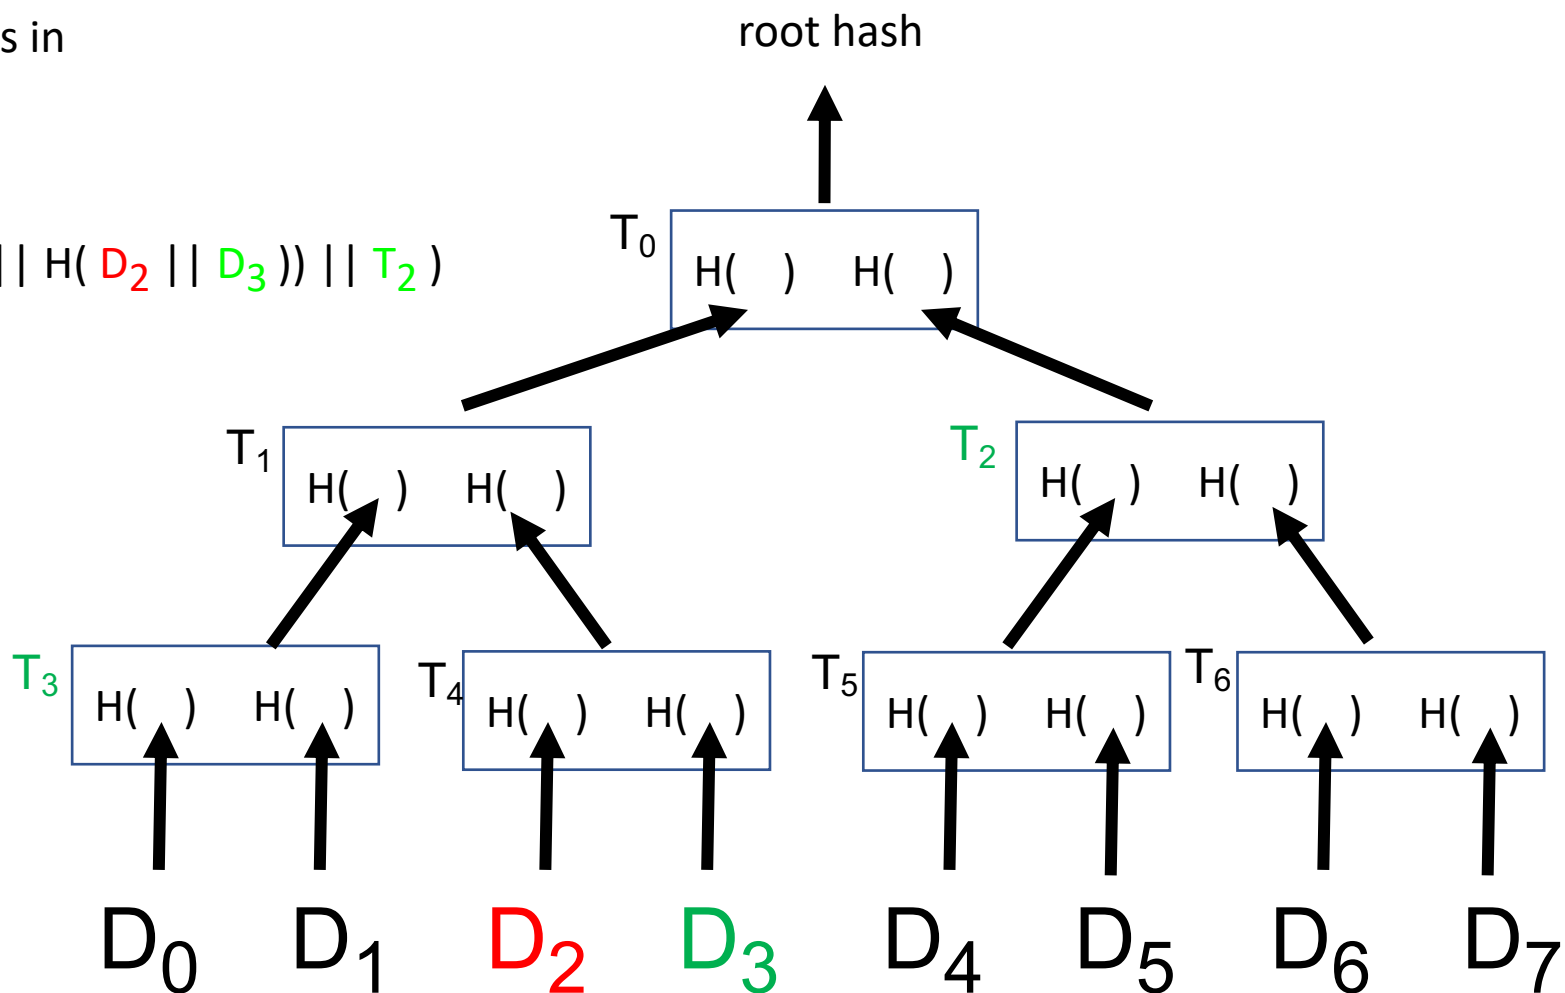 s in
root hash
|| H( D2 || D3 )) || T2 )
T0
H( ) H( )
T1
H( ) H( )
T2
H( ) H( )
T3
H( ) H( )
T4
H( ) H( )
T5
H( ) H( )
T6
H( ) H( )
D0 D1 D2 D3 D4 D5 D6 D7